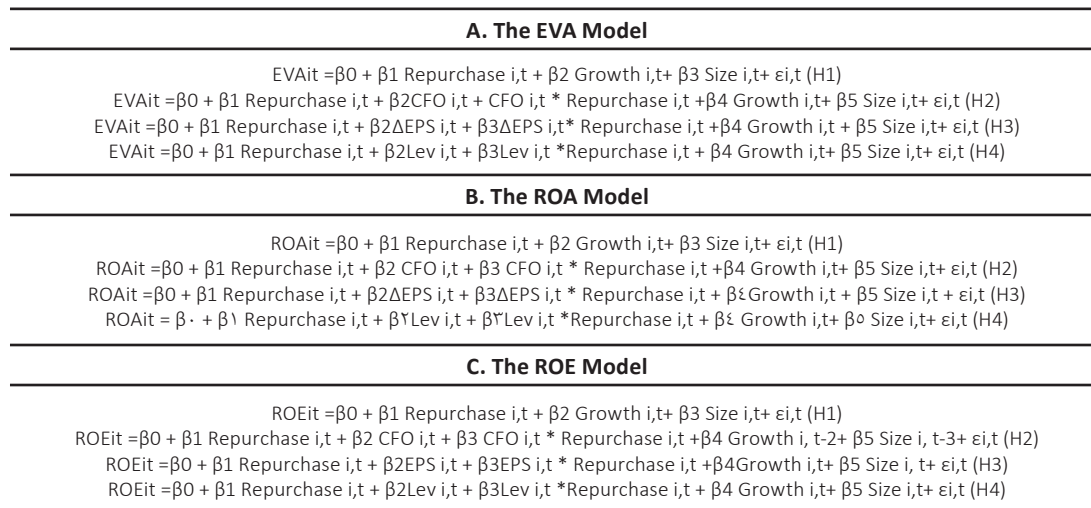 A. The EVA Model
EVAit =β0 + β1 Repurchase i,t + β2 Growth i,t+ β3 Size i,t+ εi,t (H1)
EVAit =β0 + β1 Repurchase i,t + β2CFO i,t + CFO i,t * Repurchase i,t +β4 Growth i,t+ β5 Size i,t+ εi,t (H2)
EVAit =β0 + β1 Repurchase i,t + β2ΔEPS i,t + β3ΔEPS i,t* Repurchase i,t +β4 Growth i,t + β5 Size i,t+ εi,t (H3)
EVAit =β0 + β1 Repurchase i,t + β2Lev i,t + β3Lev i,t *Repurchase i,t + β4 Growth i,t+ β5 Size i,t+ εi,t (H4)
B. The ROA Model
ROAit =β0 + β1 Repurchase i,t + β2 Growth i,t+ β3 Size i,t+ εi,t (H1)
ROAit =β0 + β1 Repurchase i,t + β2 CFO i,t + β3 CFO i,t * Repurchase i,t +β4 Growth i,t+ β5 Size i,t+ εi,t (H2)
ROAit =β0 + β1 Repurchase i,t + β2ΔEPS i,t + β3ΔEPS i,t * Repurchase i,t + β٤Growth i,t + β5 Size i,t + εi,t (H3)
ROAit = β٠ + β١ Repurchase i,t + β٢Lev i,t + β٣Lev i,t *Repurchase i,t + β٤ Growth i,t+ β٥ Size i,t+ εi,t (H4)
C. The ROE Model
ROEit =β0 + β1 Repurchase i,t + β2 Growth i,t+ β3 Size i,t+ εi,t (H1)
ROEit =β0 + β1 Repurchase i,t + β2 CFO i,t + β3 CFO i,t * Repurchase i,t +β4 Growth i, t-2+ β5 Size i, t-3+ εi,t (H2)
ROEit =β0 + β1 Repurchase i,t + β2EPS i,t + β3EPS i,t * Repurchase i,t +β4Growth i,t+ β5 Size i, t+ εi,t (H3)
ROEit =β0 + β1 Repurchase i,t + β2Lev i,t + β3Lev i,t *Repurchase i,t + β4 Growth i,t+ β5 Size i,t+ εi,t (H4)